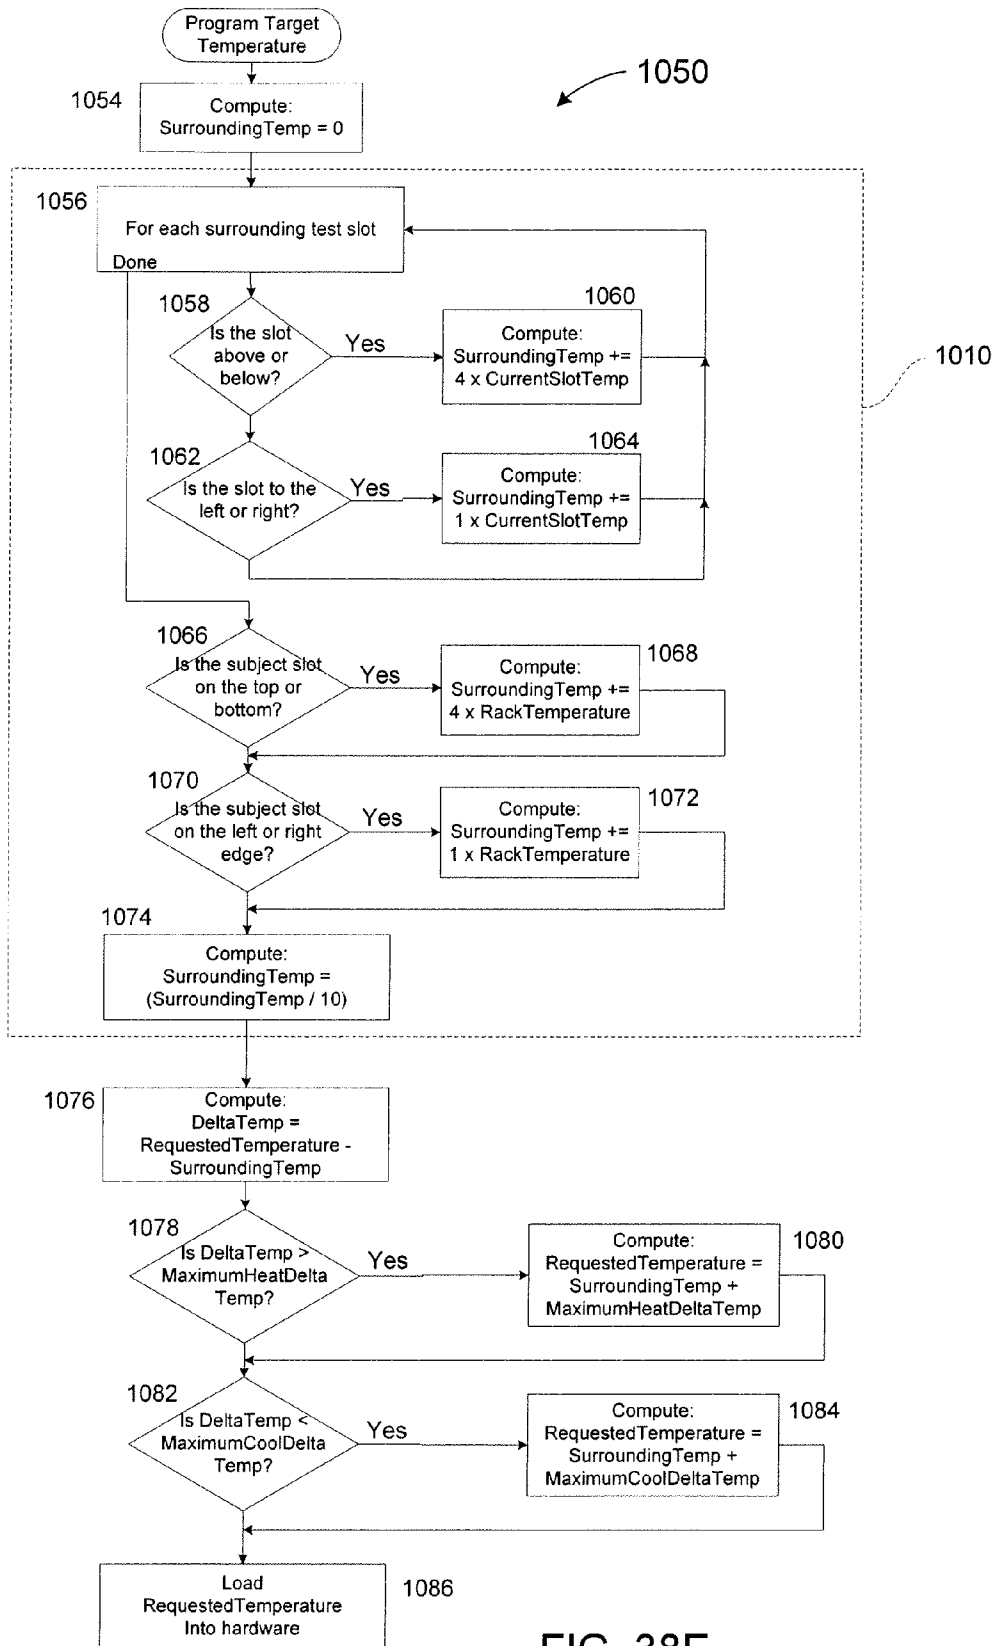 Program Target
Temperature
1050
1054
Compute:
SurroundingTemp = 0
1056
For each surrounding test slot
Done
1058
Is the slot
above or
below?
Yes
1060
Compute:
SurroundingTemp +=
4 x CurrentSlotTemp
1010
1062
Is the slot to the
left or right?
Yes
1064
Compute:
SurroundingTemp +=
1 x CurrentSlotTemp
1066
Is the subject slot
on the top or
bottom?
Yes
1068
Compute:
SurroundingTemp +=
4 x RackTemperature
1070
Is the subject slot
on the left or right
edge?
Yes
1072
Compute:
SurroundingTemp +=
1 x RackTemperature
1074
Compute:
SurroundingTemp =
(SurroundingTemp / 10)
1076
Compute:
DeltaTemp =
RequestedTemperature -
SurroundingTemp
1078
Is DeltaTemp >
MaximumHeatDelta
Temp?
Yes
1080
Compute:
RequestedTemperature =
SurroundingTemp +
MaximumHeatDeltaTemp
1082
Is DeltaTemp <
MaximumCoolDelta
Temp?
Yes
1084
Compute:
RequestedTemperature =
SurroundingTemp +
MaximumCoolDeltaTemp
1086
Load
RequestedTemperature
Into hardware